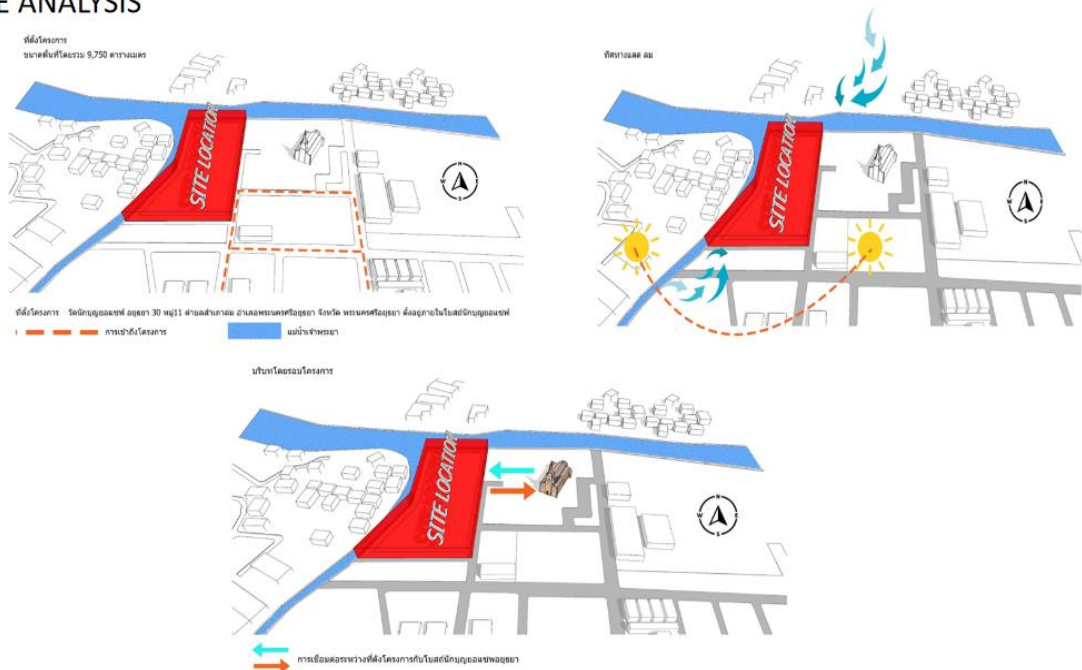 E ANALYSIS
ที่ตั้งโครงการ
ขนาดพื้นที่โดยรวม 9,750 ตารางเมตร
SITE LOCATION
N
W E
S
ที่ตั้งโครงการ วัดนักบุญยอแซฟ อยุธยา 30 หมู่11 ตำบลสำเภาล่ม อำเภอพระนครศรีอยุธยา จังหวัด พระนครศรีอยุธยา ตั้งอยู่ภายในโบสถ์นักบุญยอแซฟ
การเข้าถึงโครงการ
แม่น้ำเจ้าพระยา
ทิศทางแดด ลม
SITE LOCATION
N
W E
S
บริบทโดยรอบโครงการ
SITE LOCATION
N
W E
S
การเชื่อมต่อระหว่างที่ตั้งโครงการกับโบสถ์นักบุญยอแซฟอยุธยา